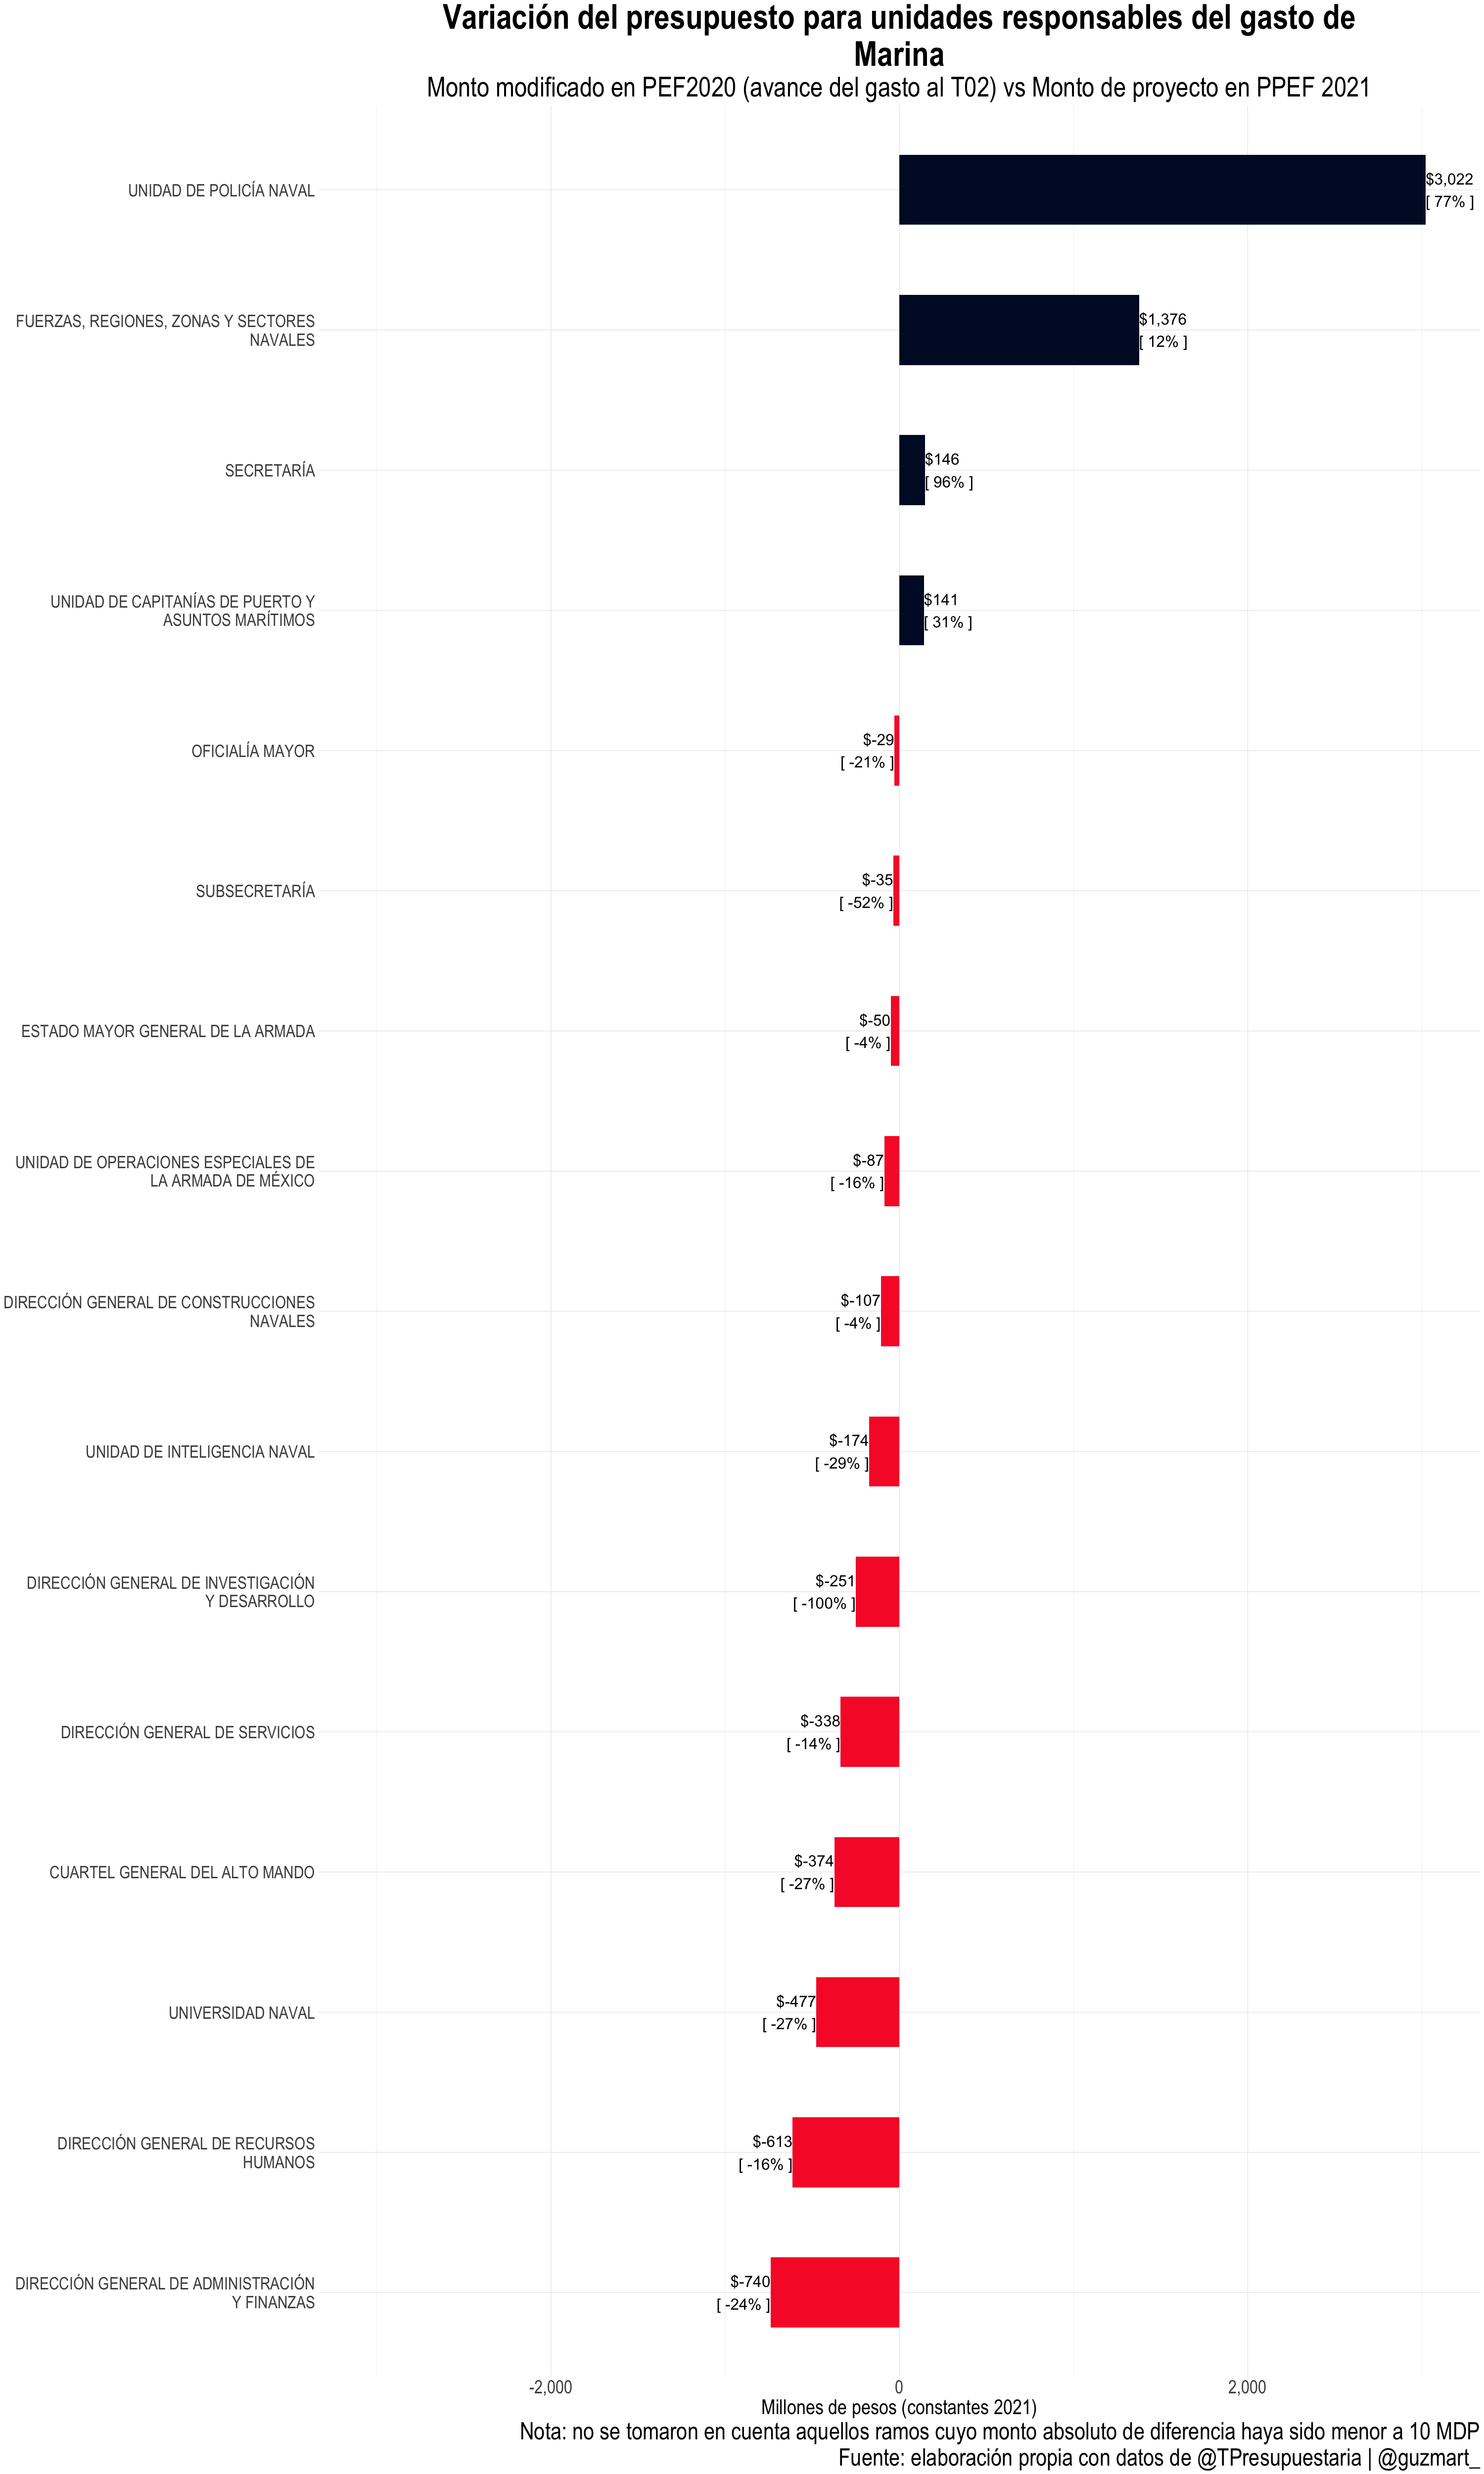 Variación del presupuesto para unidades responsables del gasto de
Marina
Monto modificado en PEF2020 (avance del gasto al T02) vs Monto de proyecto en PPEF 2021
UNIDAD DE POLICÍA NAVAL
$3,022
[ 77% ]
FUERZAS, REGIONES, ZONAS Y SECTORES
NAVALES
$1,376
[ 12% ]
SECRETARÍA
$146
[ 96% ]
UNIDAD DE CAPITANÍAS DE PUERTO Y
ASUNTOS MARÍTIMOS
$141
[ 31% ]
OFICIALÍA MAYOR
$-29
[ -21% ]
SUBSECRETARÍA
$-35
[ -52% ]
ESTADO MAYOR GENERAL DE LA ARMADA
$-50
[ -4% ]
UNIDAD DE OPERACIONES ESPECIALES DE
LA ARMADA DE MÉXICO
$-87
[ -16% ]
DIRECCIÓN GENERAL DE CONSTRUCCIONES
NAVALES
$-107
[ -4% ]
UNIDAD DE INTELIGENCIA NAVAL
$-174
[ -29% ]
DIRECCIÓN GENERAL DE INVESTIGACIÓN
Y DESARROLLO
$-251
[ -100% ]
DIRECCIÓN GENERAL DE SERVICIOS
$-338
[ -14% ]
CUARTEL GENERAL DEL ALTO MANDO
$-374
[ -27% ]
UNIVERSIDAD NAVAL
$-477
[ -27% ]
DIRECCIÓN GENERAL DE RECURSOS
HUMANOS
$-613
[ -16% ]
DIRECCIÓN GENERAL DE ADMINISTRACIÓN
Y FINANZAS
$-740
[ -24% ]
-2,000 0 2,000
Millones de pesos (constantes 2021)
Nota: no se tomaron en cuenta aquellos ramos cuyo monto absoluto de diferencia haya sido menor a 10 MDP
Fuente: elaboración propia con datos de @TPresupuestaria | @guzmart_